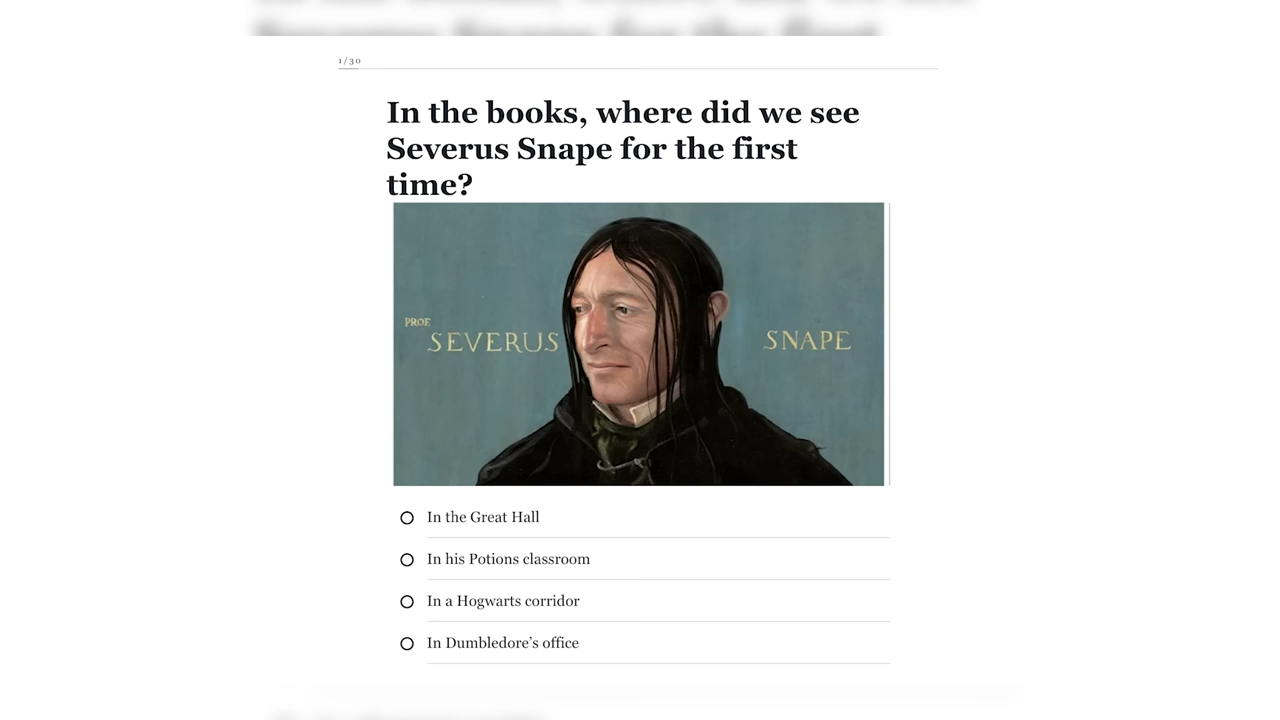 1/30
In the books, where did we see
Severus Snape for the first
time?
PROF
SEVERUS SNAPE
In the Great Hall
In his Potions classroom
In a Hogwarts corridor
In Dumbledore’s office